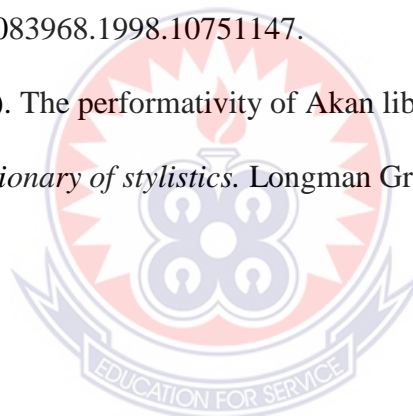 083968.1998.10751147.
). The performativity of Akan lib
ionary of stylistics. Longman Gr
EDUCATION FOR SERVICE